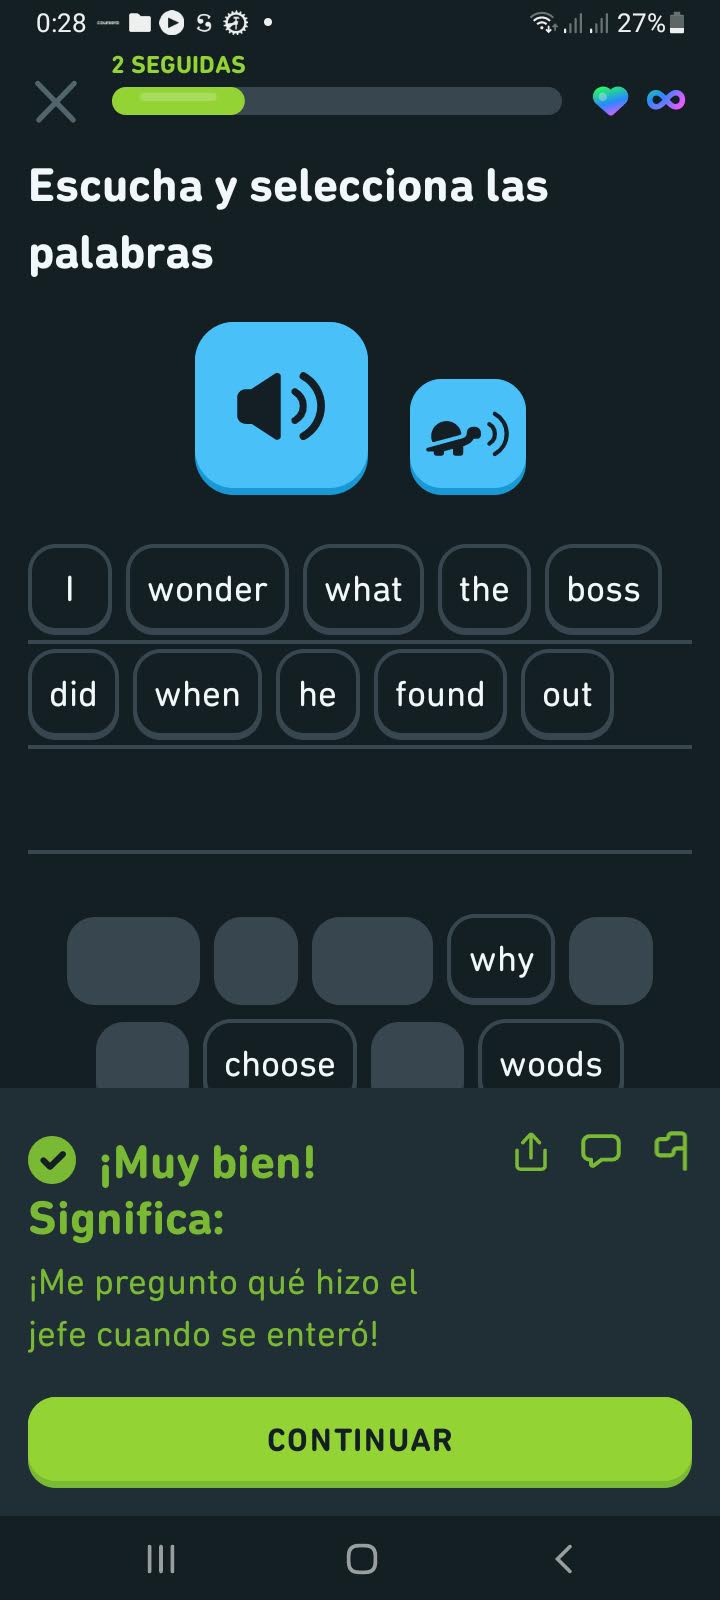 0:28 27%
2 SEGUIDAS
Escucha y selecciona las
palabras
I wonder what the boss
did when he found out
why
choose woods
¡Muy bien!
Significa:
¡Me pregunto qué hizo el
jefe cuando se enteró!
CONTINUAR